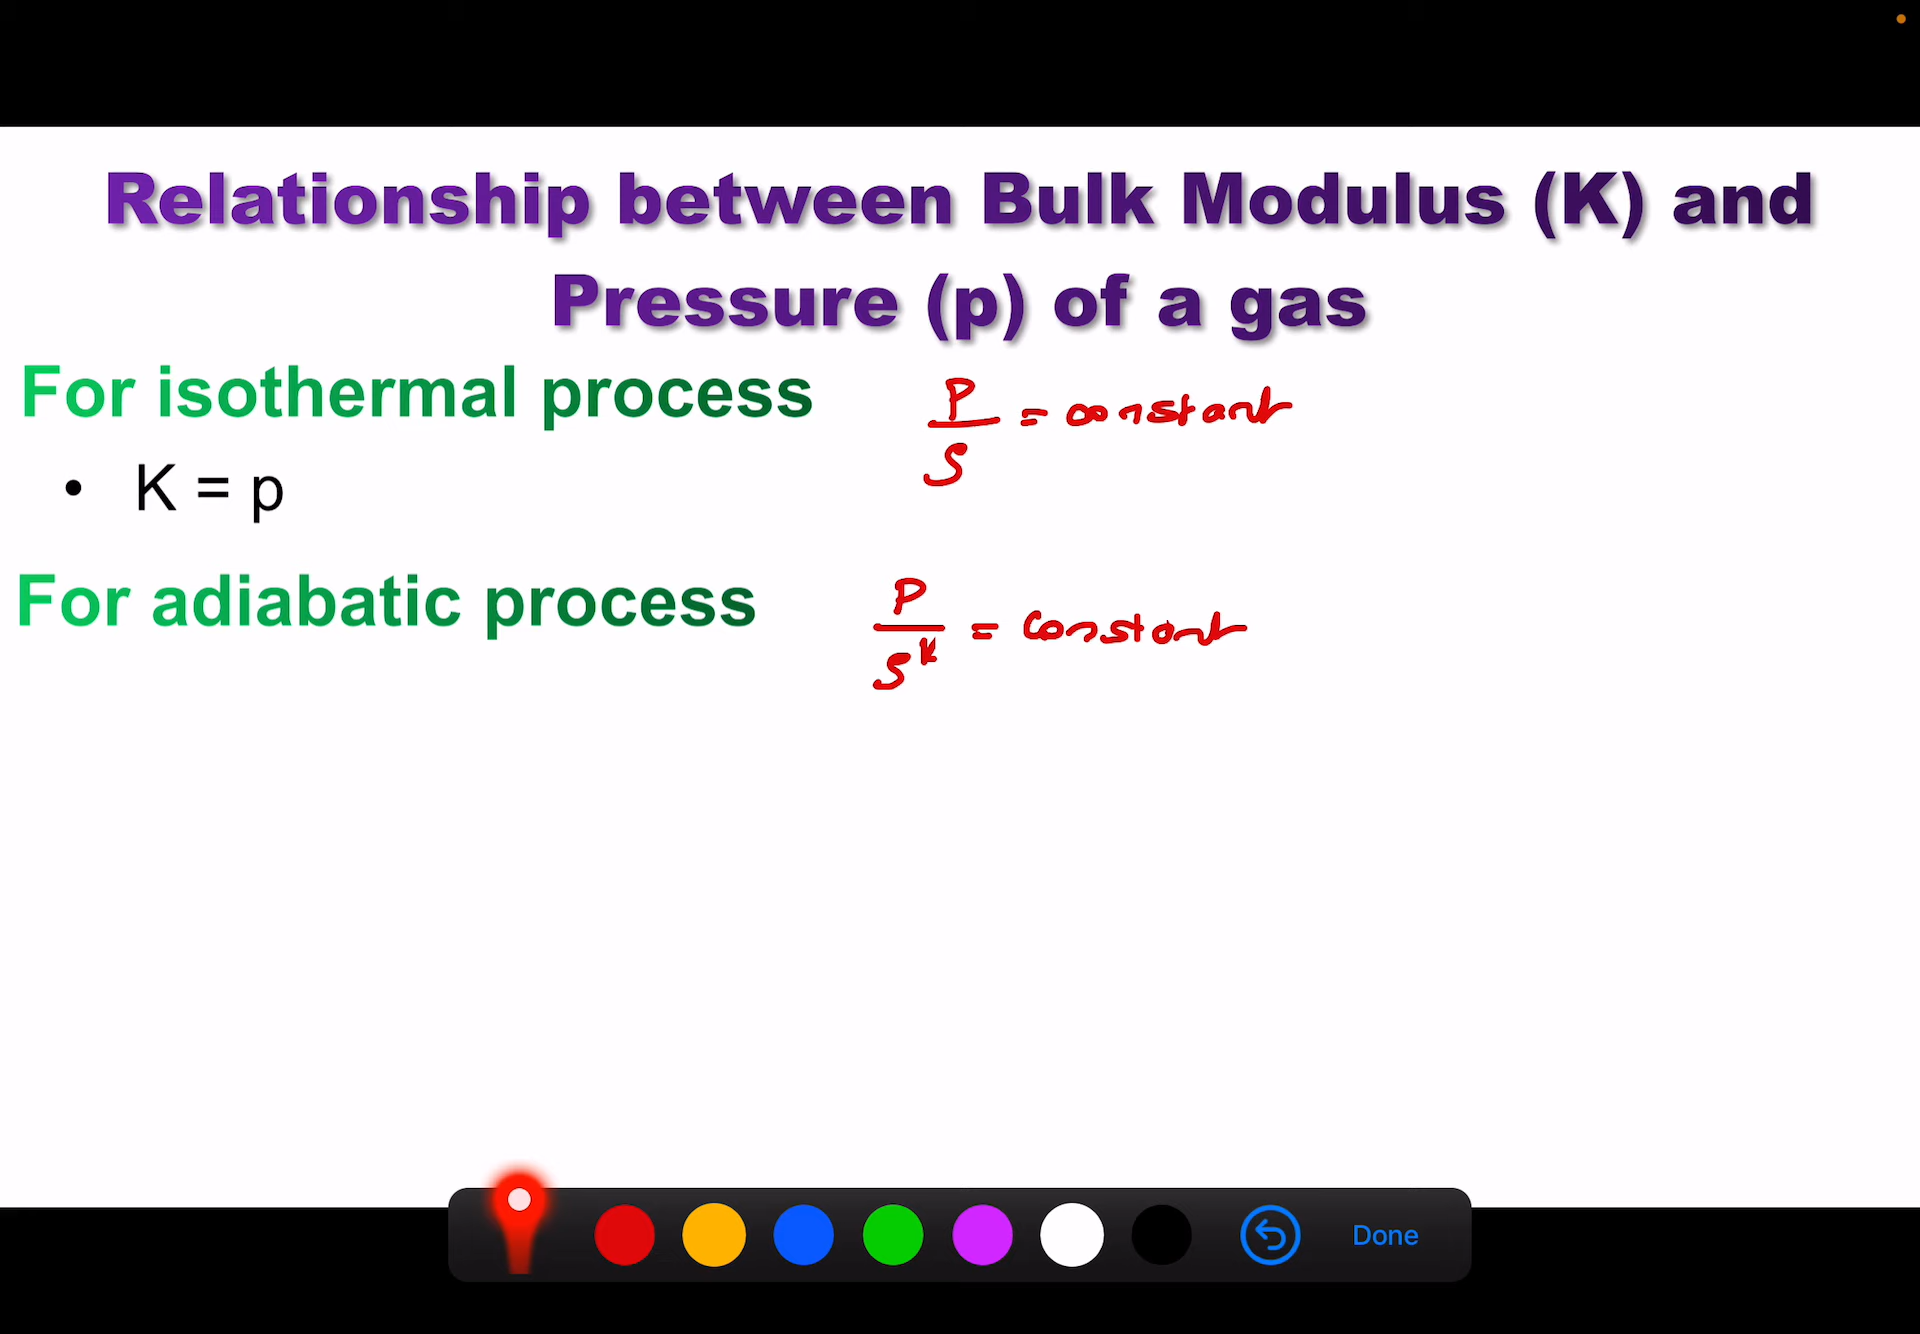 Relationship between Bulk Modulus (K) and
Pressure (p) of a gas
For isothermal process
P/S = constant
• K = p
For adiabatic process
P/S^k = constant
Done